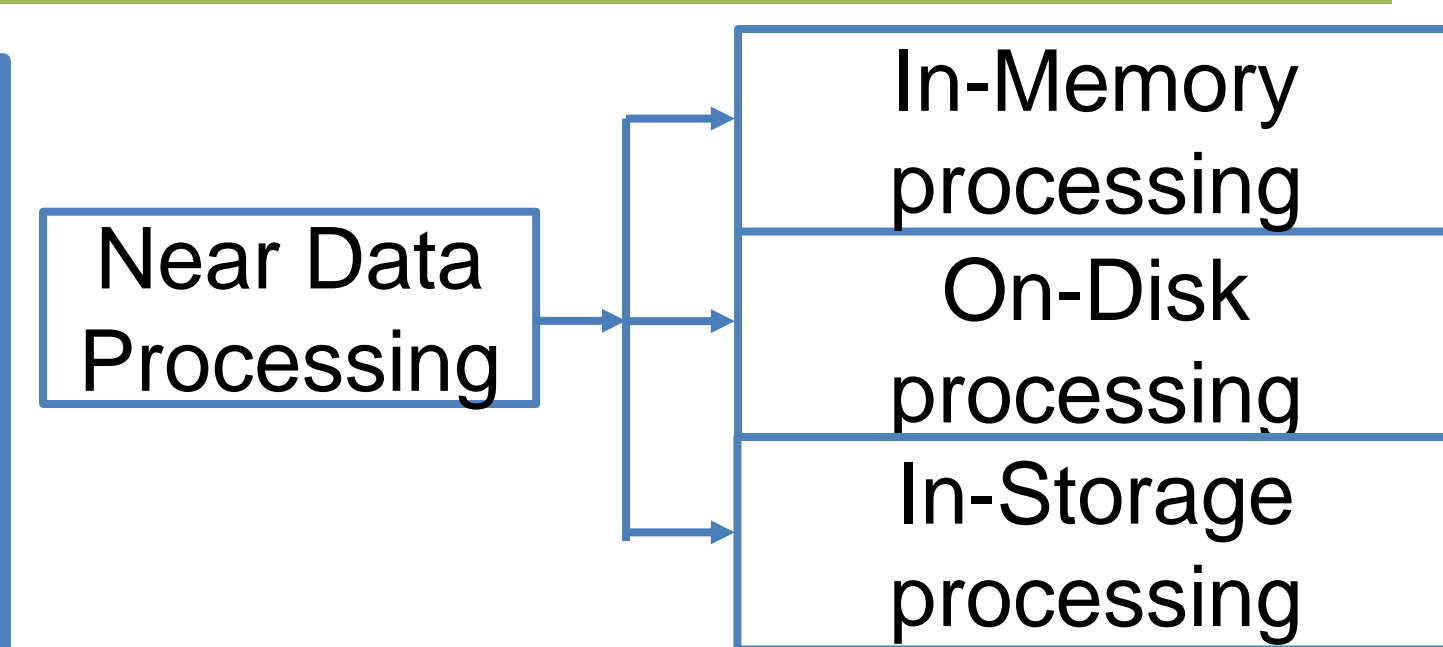 Near Data
Processing
In-Memory
processing
On-Disk
processing
In-Storage
processing